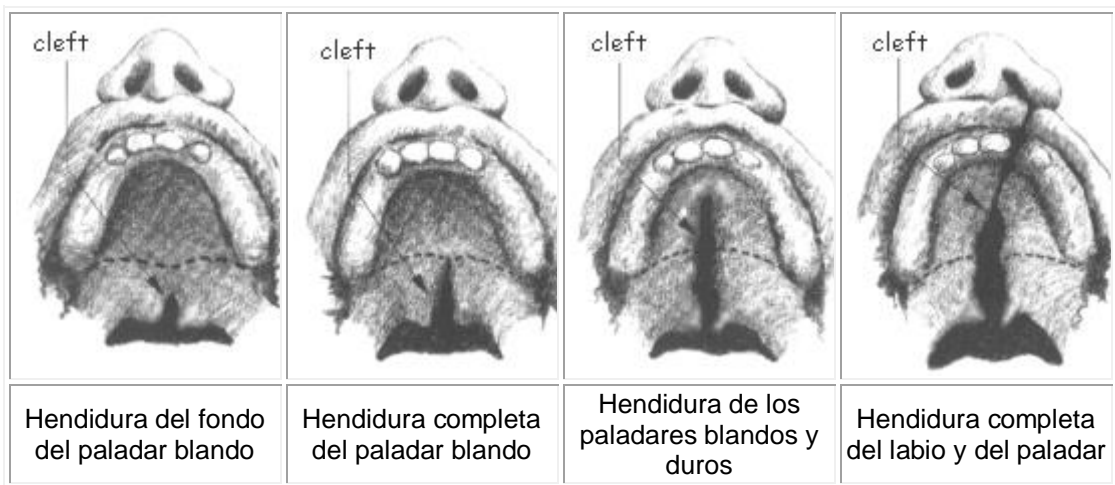 cleft
cleft
cleft
cleft
Hendidura del fondo
del paladar blando
Hendidura completa
del paladar blando
Hendidura de los
paladares blandos y
duros
Hendidura completa
del labio y del paladar